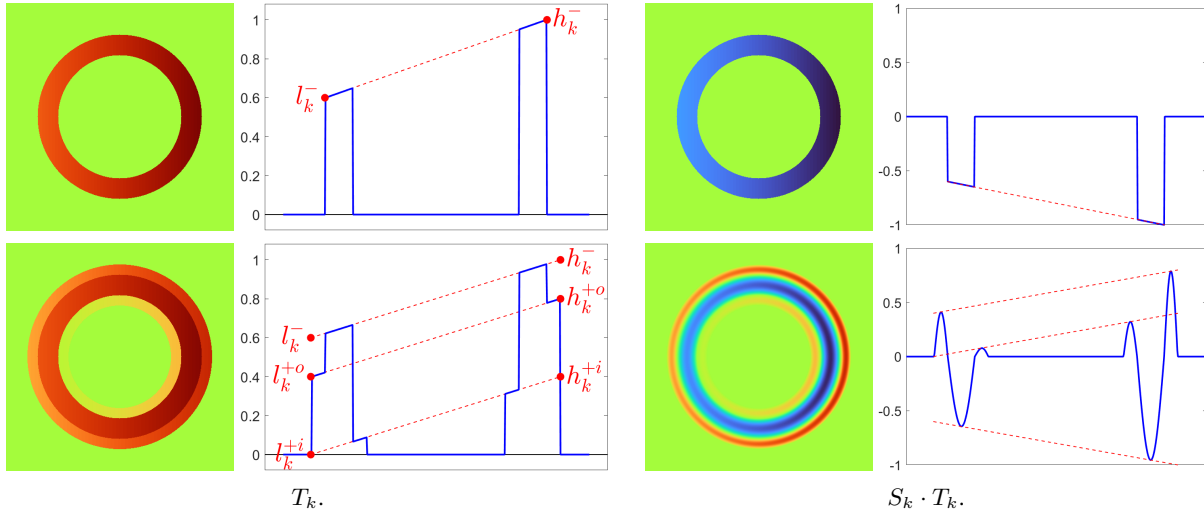 1
0.8
0.6
0.4
0.2
0
$l_k^-$
$h_k^-$
1
0.5
0
-0.5
-1
1
0.8
0.6
0.4
0.2
0
$h_k^-$
$h_k^{+o}$
$l_k^-$
$l_k^{+o}$
$h_k^{+i}$
$l_k^{+i}$
1
0.5
0
-0.5
-1
$T_k$.
$S_k \cdot T_k$.